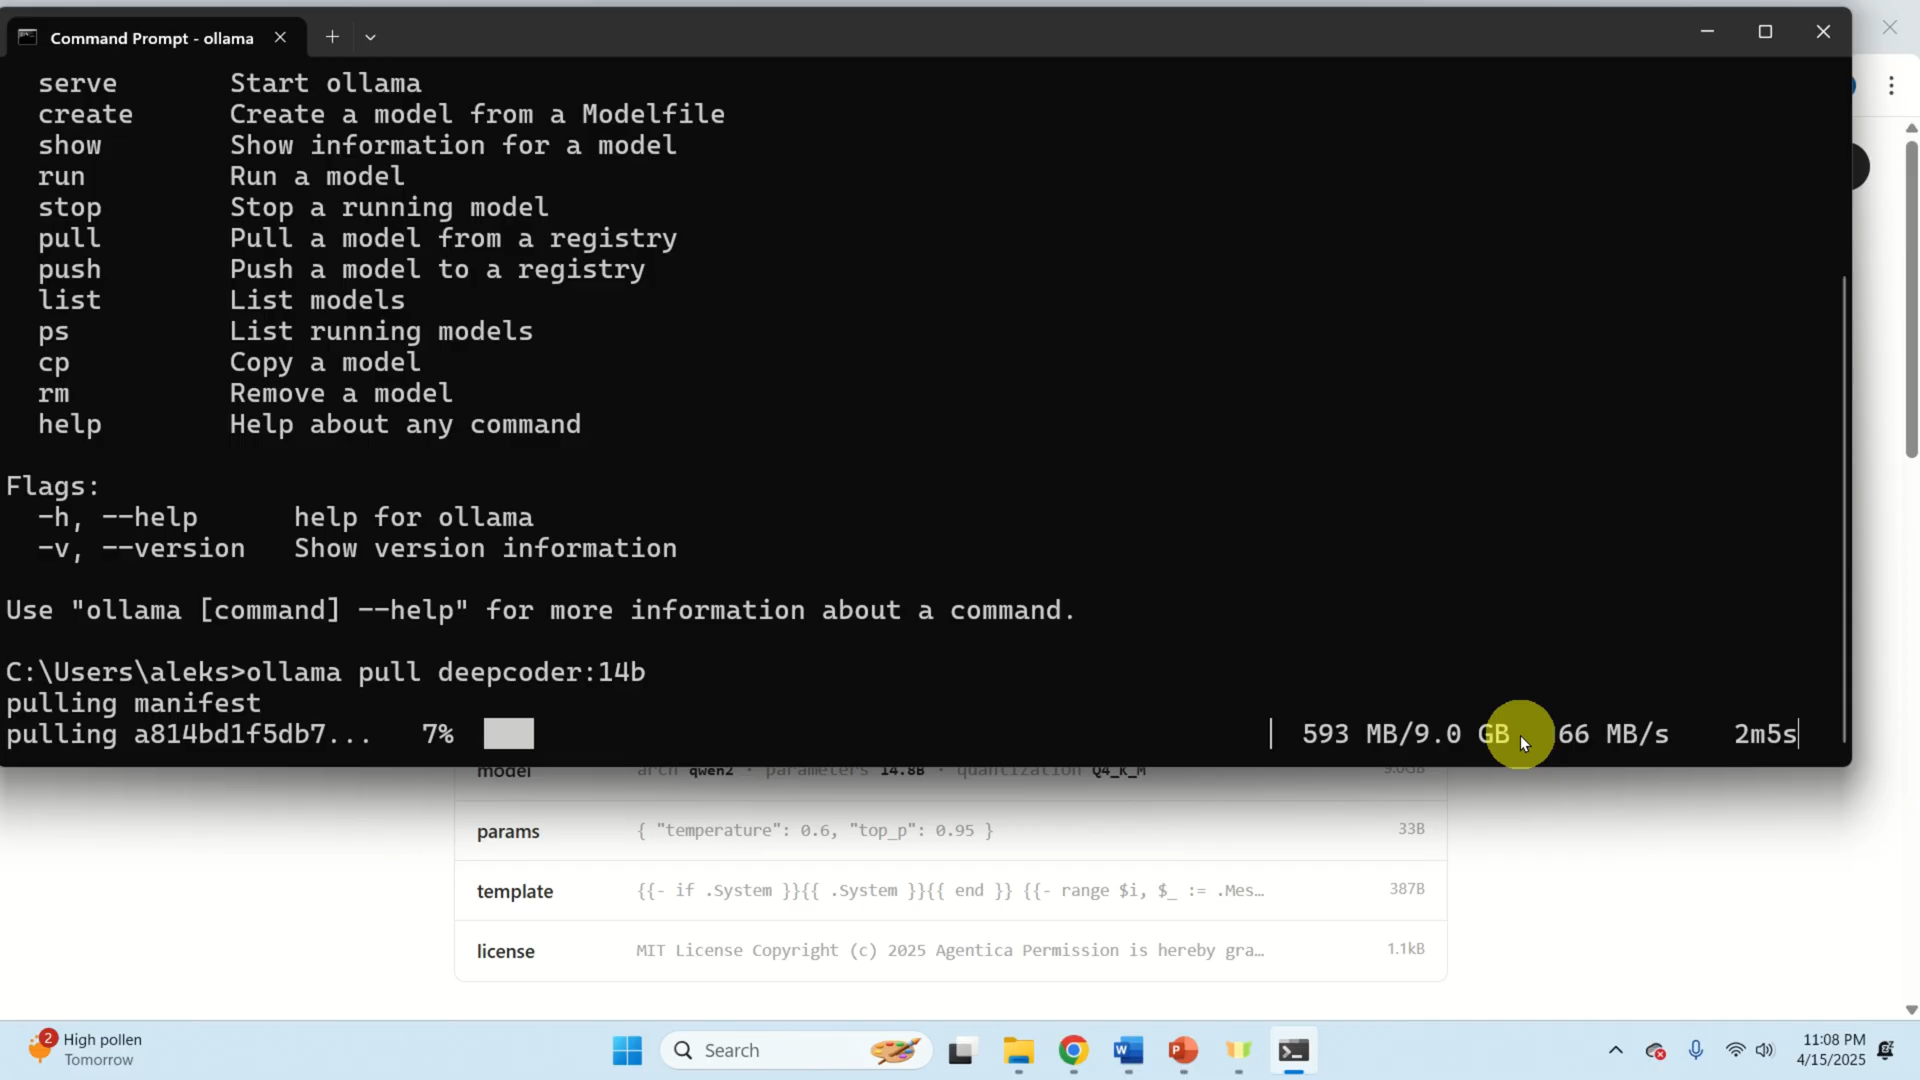 Command Prompt - ollama
serve Start ollama
create Create a model from a Modelfile
show Show information for a model
run Run a model
stop Stop a running model
pull Pull a model from a registry
push Push a model to a registry
list List models
ps List running models
cp Copy a model
rm Remove a model
help Help about any command
Flags:
-h, --help help for ollama
-v, --version Show version information
Use "ollama [command] --help" for more information about a command.
C:\Users\aleks>ollama pull deepcoder:14b
pulling manifest
pulling a814bd1f5db7... 7% 593 MB/9.0 GB 66 MB/s 2m5s
model arch qwen2 · parameters 14.8B · quantization Q4_K_M 9.0GB
params { "temperature": 0.6, "top_p": 0.95 } 33B
template {{- if .System }}{{ .System }}{{ end }} {{- range $i, $_ := .Mes… 387B
license MIT License Copyright (c) 2025 Agentica Permission is hereby gra… 1.1kB
2 High pollen
Tomorrow
Search
11:08 PM
4/15/2025